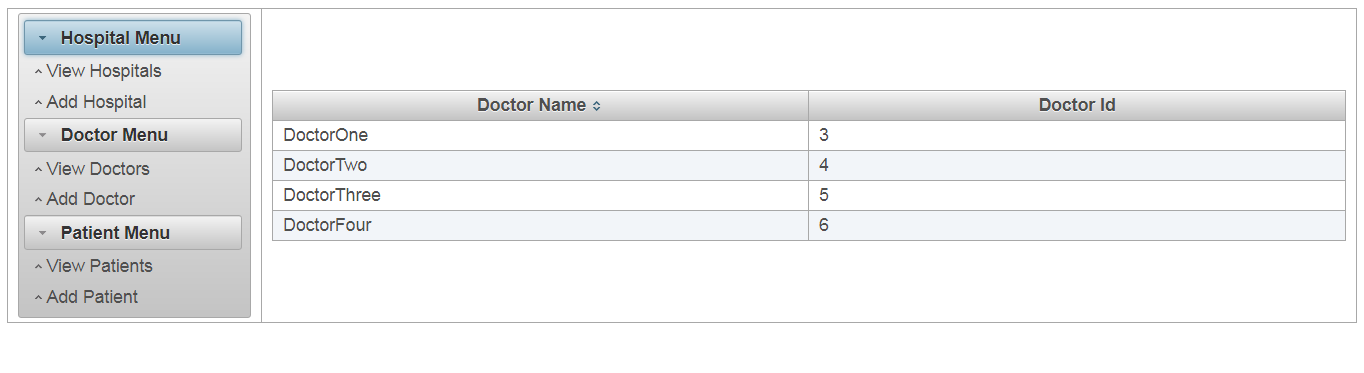 Hospital Menu
View Hospitals
Add Hospital
Doctor Menu
View Doctors
Add Doctor
Patient Menu
View Patients
Add Patient
Doctor Name Doctor Id
DoctorOne 3
DoctorTwo 4
DoctorThree 5
DoctorFour 6